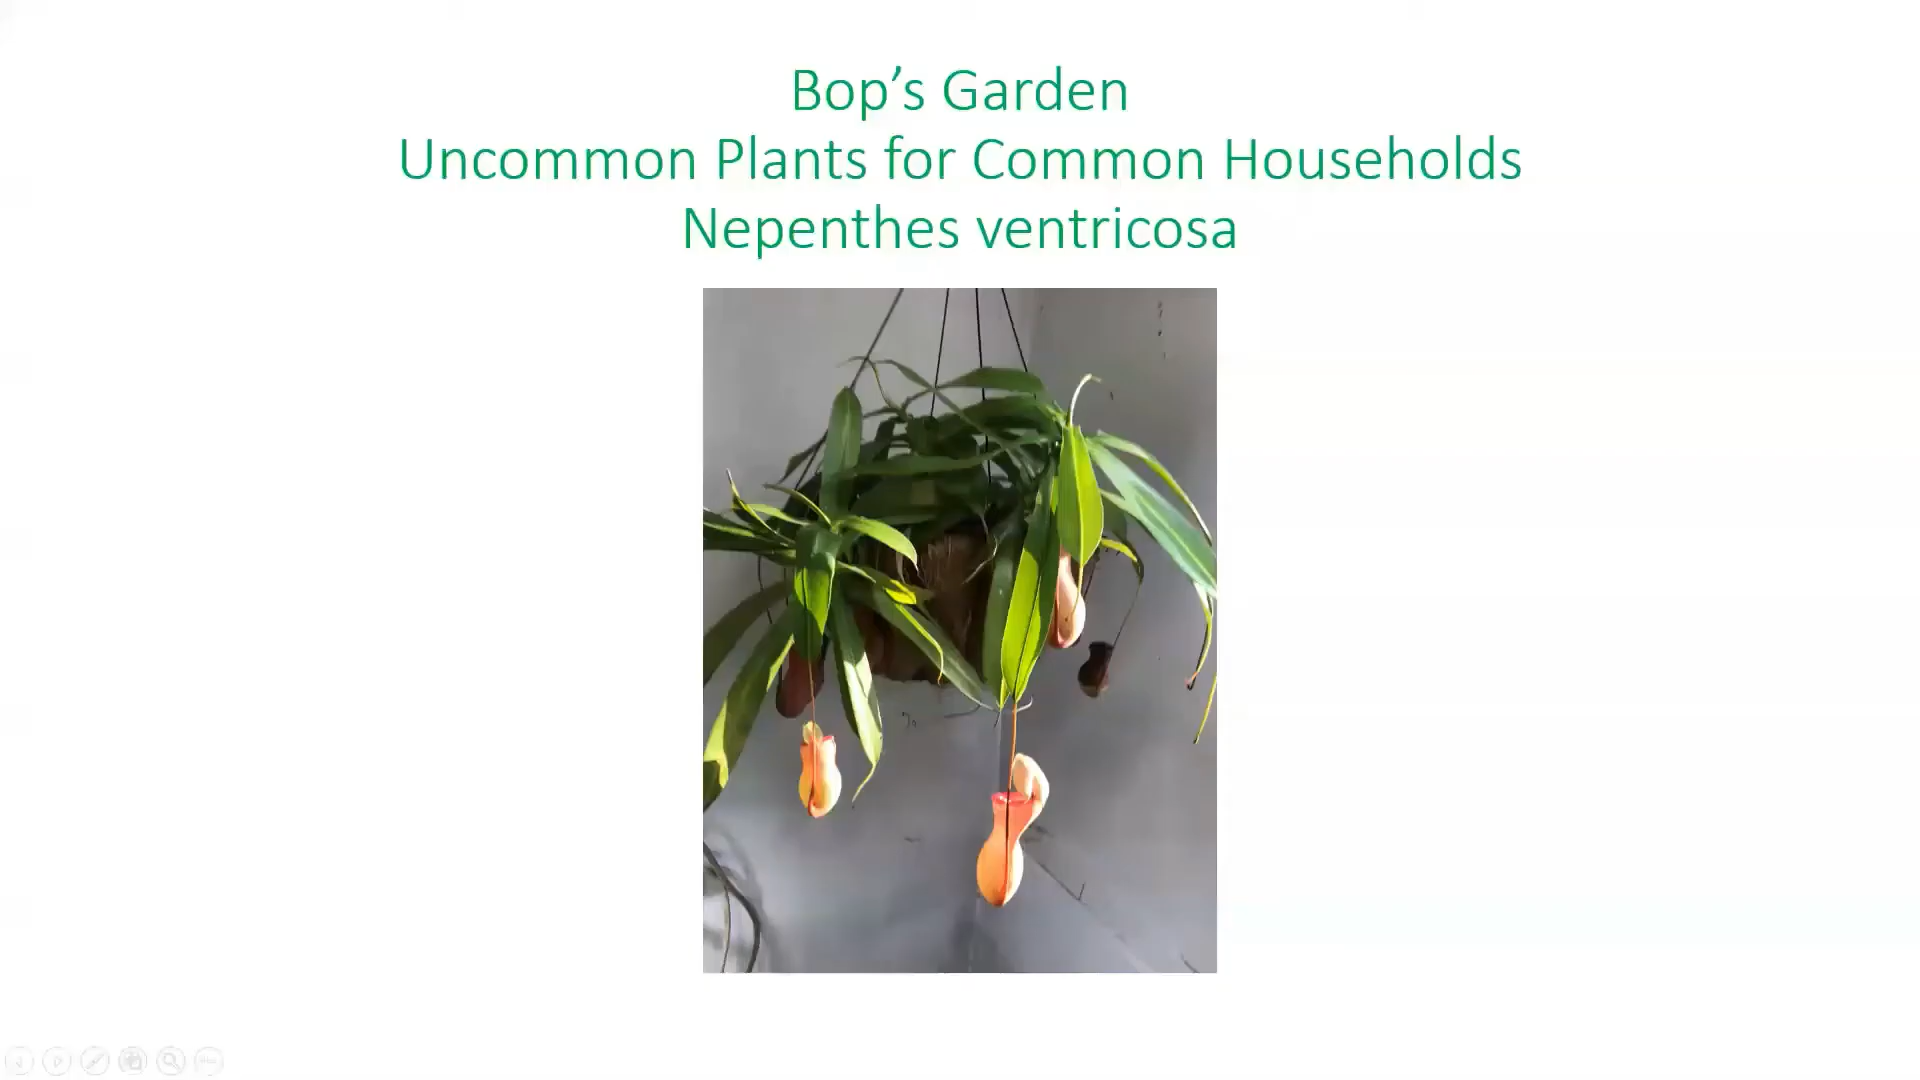 Bop’s Garden
Uncommon Plants for Common Households
Nepenthes ventricosa